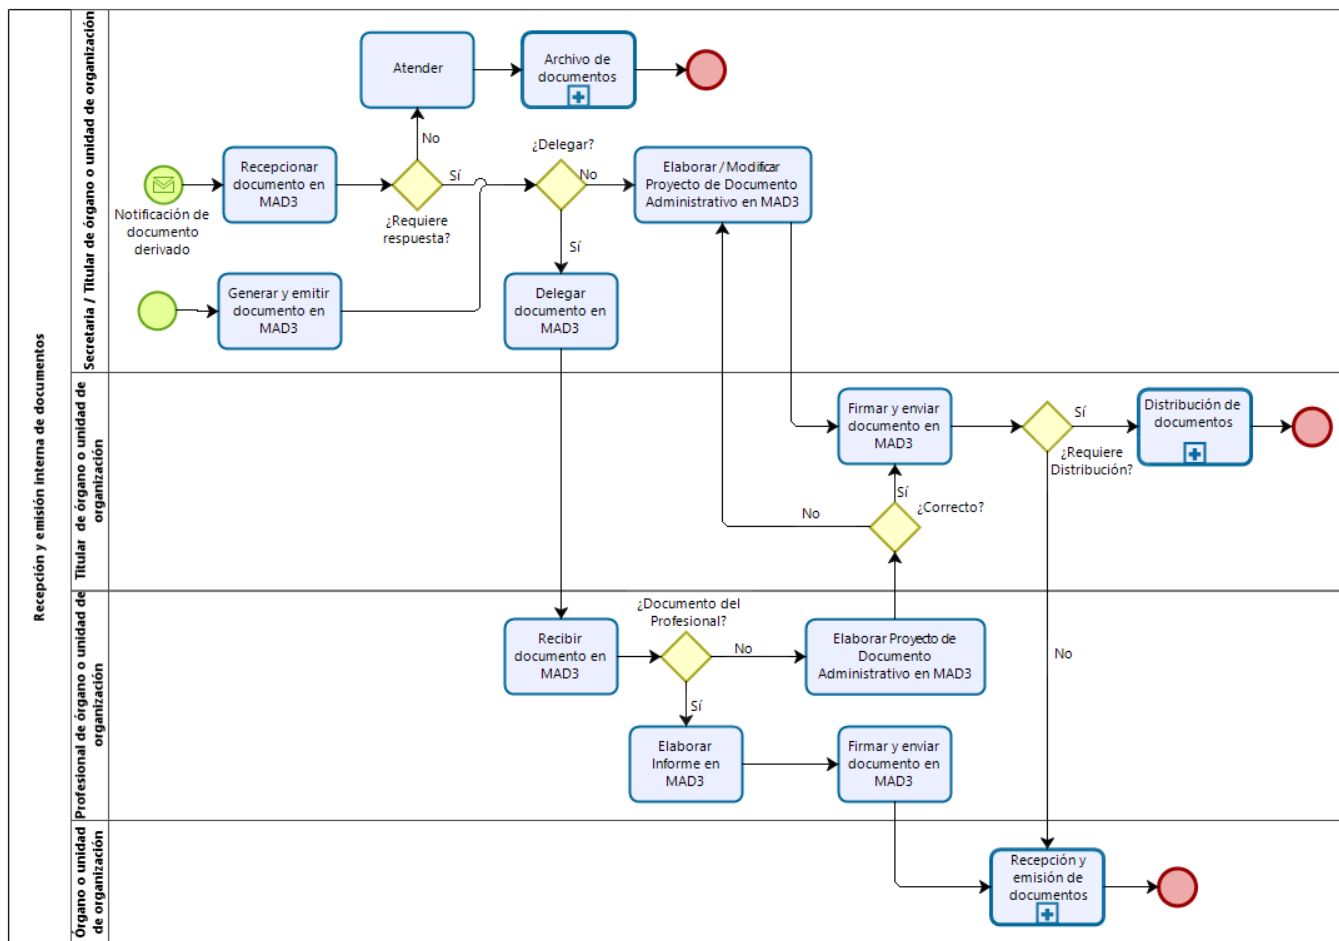 Recepción y emisión interna de documentos
Secretaria / Titular de órgano o unidad de organización
Atender
Archivo de
documentos
No
¿Delegar?
Recepcionar
documento en
MAD3
Sí
No
Elaborar / Modificar
Proyecto de Documento
Administrativo en MAD3
Notificación de
documento
derivado
¿Requiere
respuesta?
Sí
Generar y emitir
documento en
MAD3
Delegar
documento en
MAD3
Titular de órgano o unidad de
organización
Firmar y enviar
documento en
MAD3
Sí
Distribución de
documentos
¿Requiere
Distribución?
Sí
No
¿Correcto?
Profesional de órgano o unidad de
organización
¿Documento del
Profesional?
Recibir
documento en
MAD3
No
Elaborar Proyecto de
Documento
Administrativo en MAD3
No
Sí
Elaborar
Informe en
MAD3
Firmar y enviar
documento en
MAD3
Órgano o unidad
de organización
Recepción y
emisión de
documentos